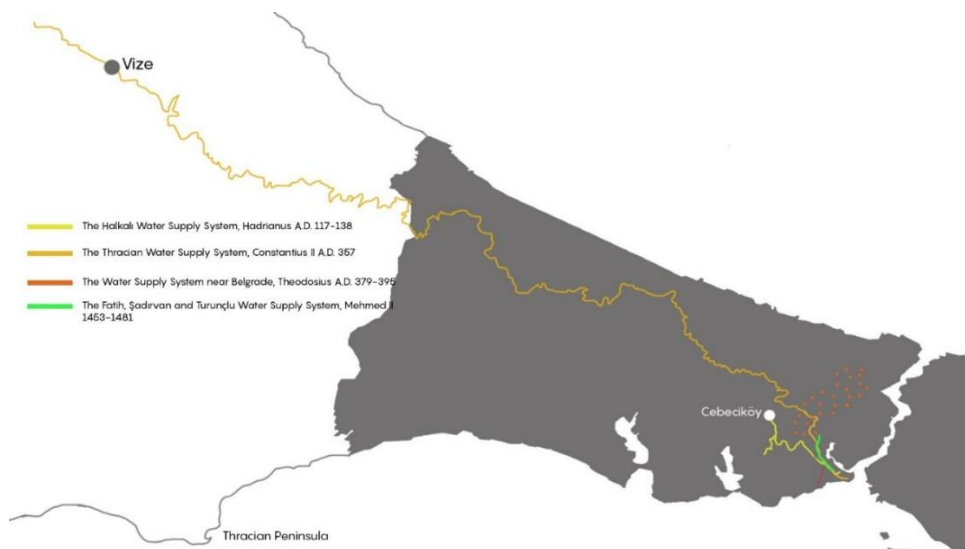 Vize
The Halkalı Water Supply System, Hadrianus A.D. 117-138
The Thracian Water Supply System, Constantius II A.D. 357
The Water Supply System near Belgrade, Theodosius A.D. 379-395
The Fatih, Şadırvan and Turunçlu Water Supply System, Mehmed II
1453-1481
Cebeciköy
Thracian Peninsula